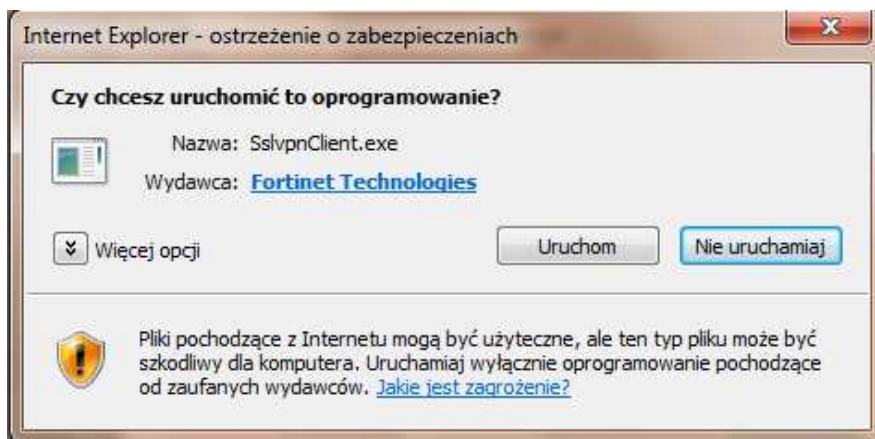 Internet Explorer - ostrzeżenie o zabezpieczeniach
Czy chcesz uruchomić to oprogramowanie?
Nazwa: SslvpnClient.exe
Wydawca: Fortinet Technologies
Więcej opcji
Uruchom
Nie uruchamiaj
Pliki pochodzące z Internetu mogą być użyteczne, ale ten typ pliku może być
szkodliwy dla komputera. Uruchamiaj wyłącznie oprogramowanie pochodzące
od zaufanych wydawców. Jakie jest zagrożenie?